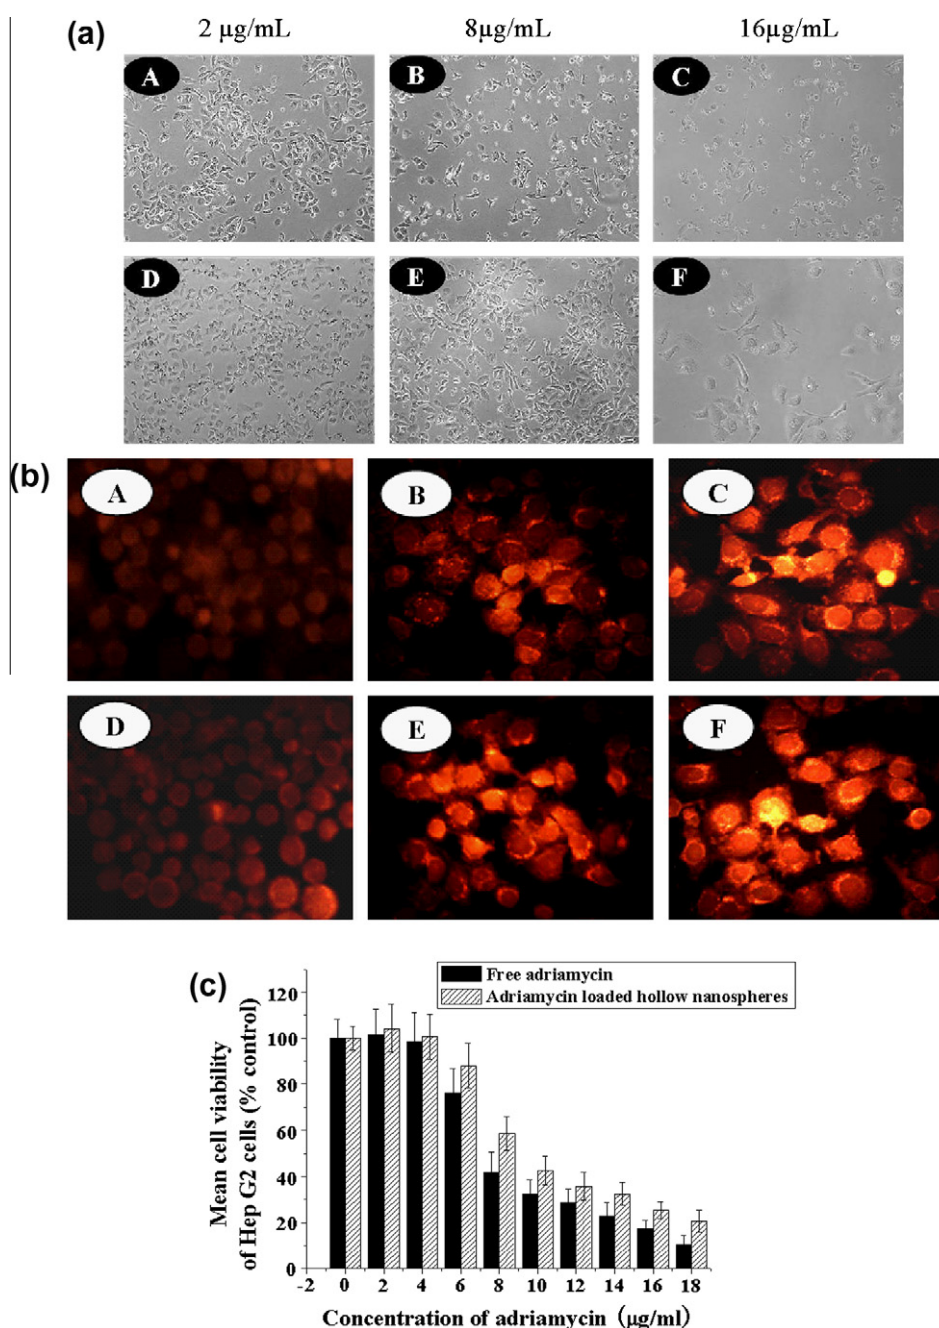 (a)
2 μg/mL 8μg/mL 16μg/mL
A B C
D E F
(b)
A B C
D E F
(c)
Free adriamycin
Adriamycin loaded hollow nanospheres
120
100
80
60
40
20
0
Mean cell viability
of Hep G2 cells (% control)
-2 0 2 4 6 8 10 12 14 16 18
Concentration of adriamycin (μg/ml)